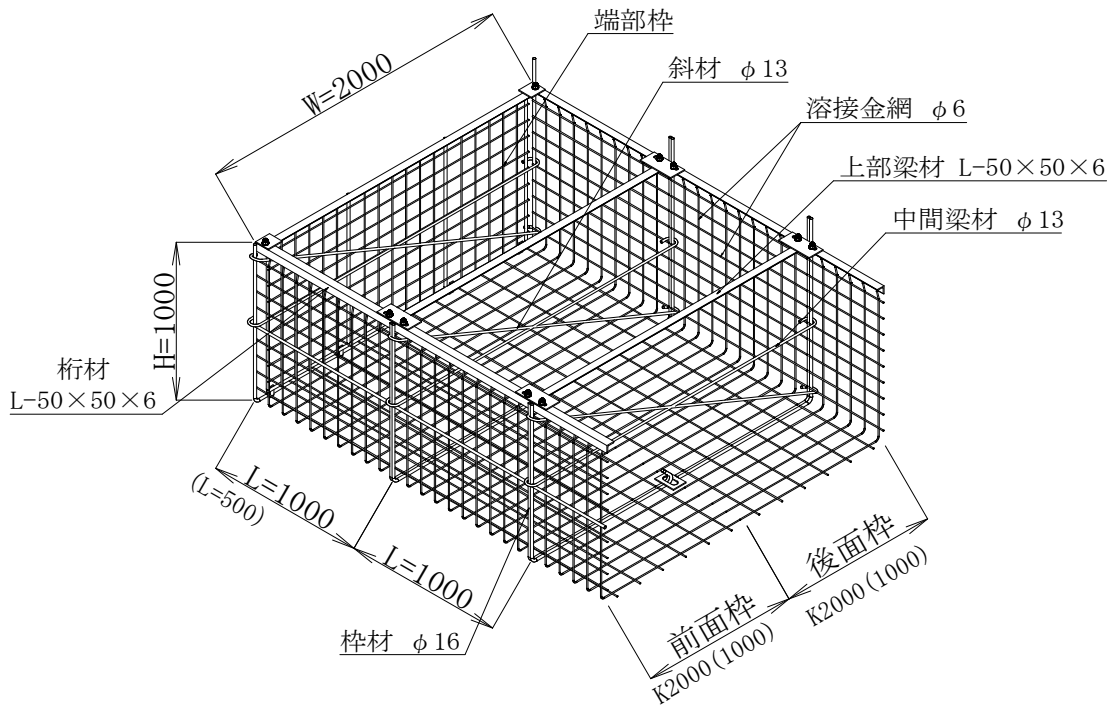 端部枠
W=2000
斜材 φ13
溶接金網 φ6
上部梁材 L-50×50×6
中間梁材 φ13
H=1000
桁材
L-50×50×6
L=1000
(L=500)
L=1000
枠材 φ16
後面枠
K2000(1000)
前面枠
K2000(1000)